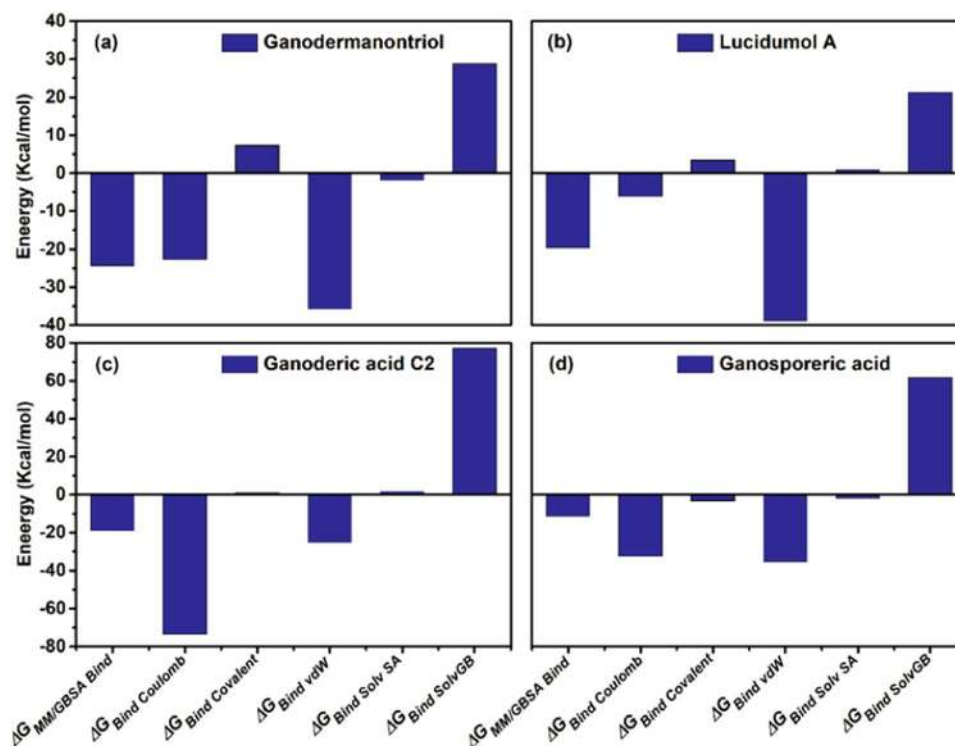 (a) Ganodermanontriol
(b) Lucidumol A
40
30
20
10
0
-10
-20
-30
-40
Eneergy (Kcal/mol)
(c) Ganoderic acid C2
(d) Ganosporeric acid
80
60
40
20
0
-20
-40
-60
-80
Eneergy (Kcal/mol)
ΔG MM/GBSA Bind
ΔG Bind Coulomb
ΔG Bind Covalent
ΔG Bind vdW
ΔG Bind Solv SA
ΔG Bind SolvGB
ΔG MM/GBSA Bind
ΔG Bind Coulomb
ΔG Bind Covalent
ΔG Bind vdW
ΔG Bind Solv SA
ΔG Bind SolvGB